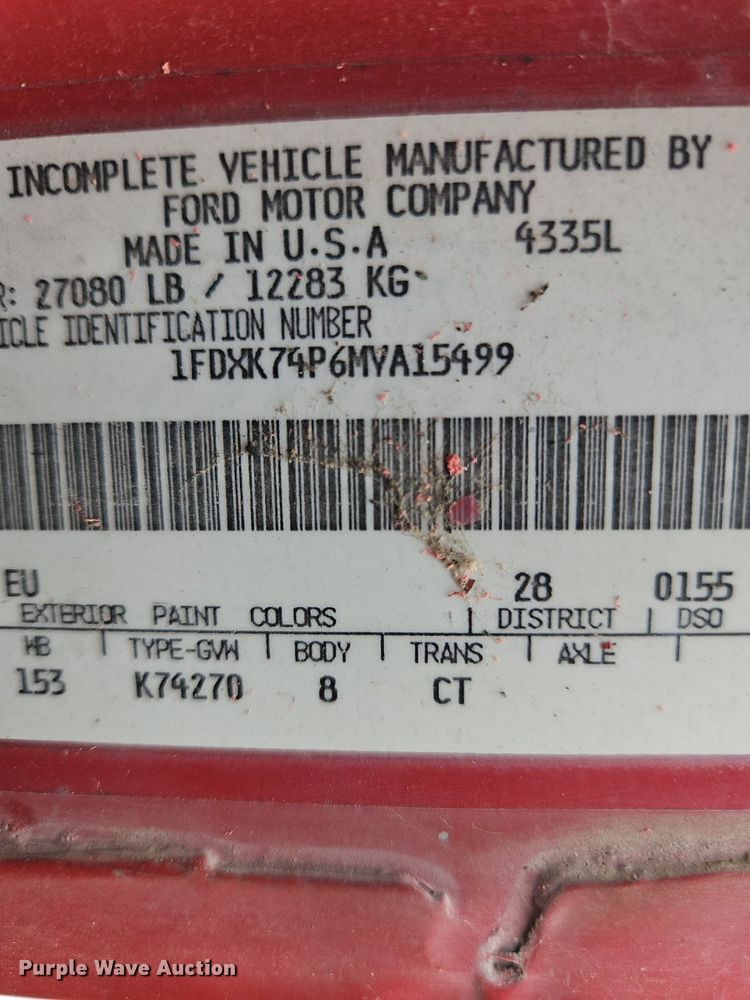 INCOMPLETE VEHICLE MANUFACTURED BY
FORD MOTOR COMPANY
MADE IN U.S.A 4335L
R: 27080 LB / 12283 KG
ICLE IDENTIFICATION NUMBER
1FDXK74P6MVA15499
EU 28 0155
EXTERIOR PAINT COLORS DISTRICT DSO
WB TYPE-GVW BODY TRANS AXLE
153 K74270 8 CT
Purple Wave Auction